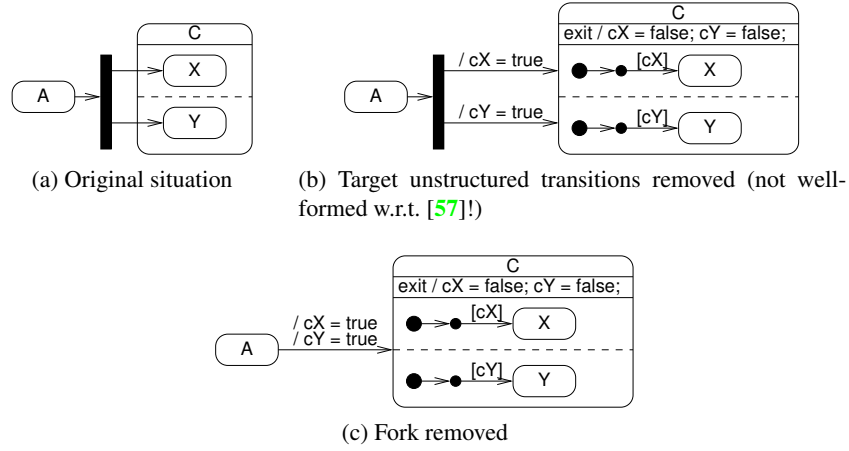 C
A
X
Y
(a) Original situation
C
exit / cX = false; cY = false;
/ cX = true
[cX]
X
A
/ cY = true
[cY]
Y
(b) Target unstructured transitions removed (not well-
formed w.r.t. [57]!)
C
exit / cX = false; cY = false;
[cX]
X
/ cX = true
/ cY = true
A
[cY]
Y
(c) Fork removed